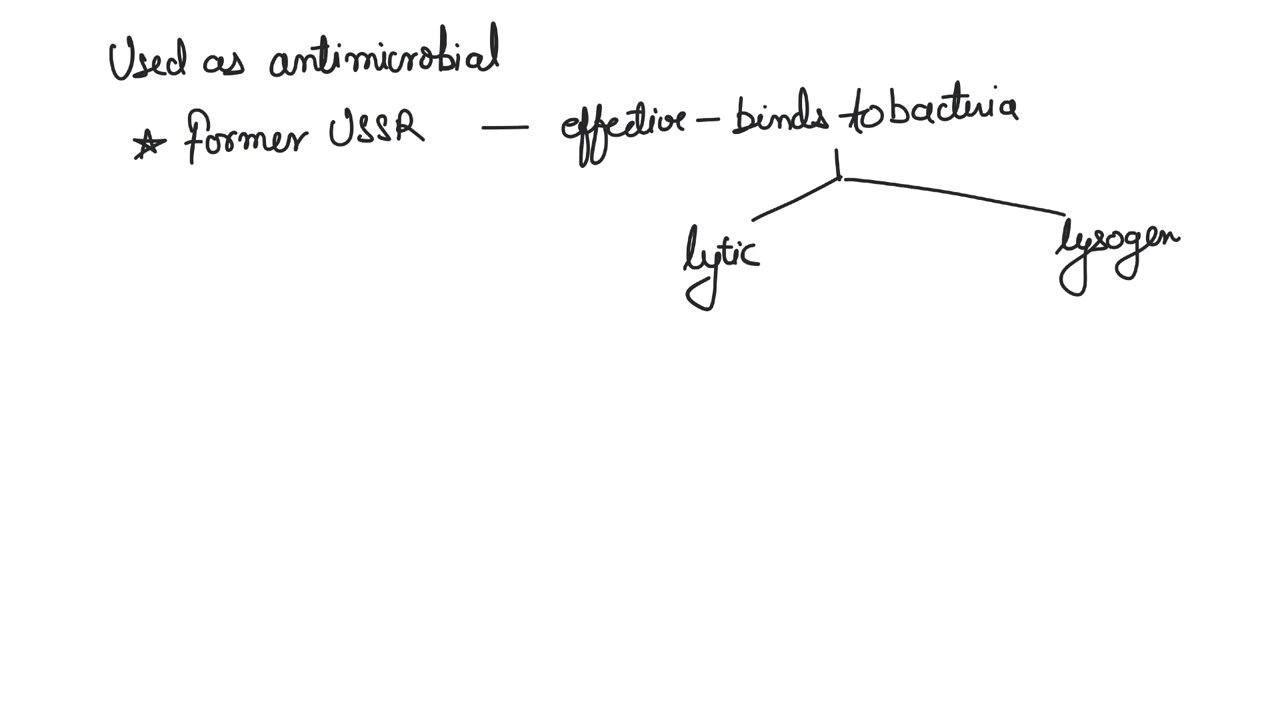 Used as antimicrobial
★ Former USSR — effective - binds to bacteria
lytic lysogen